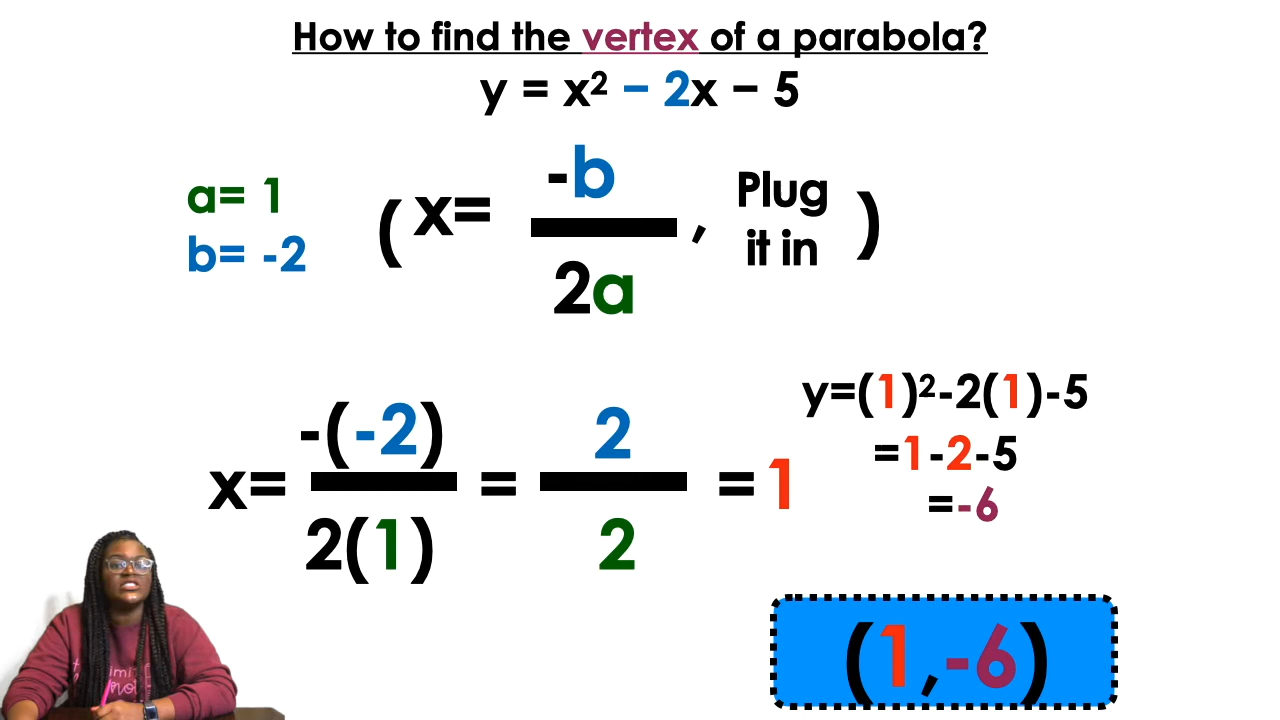 How to find the vertex of a parabola?
y = x² − 2x − 5
a= 1
b= -2
( x= -b / 2a , Plug it in )
x= -(-2) / 2(1) = 2 / 2 = 1
y=(1)²-2(1)-5
=1-2-5
=-6
(1,-6)